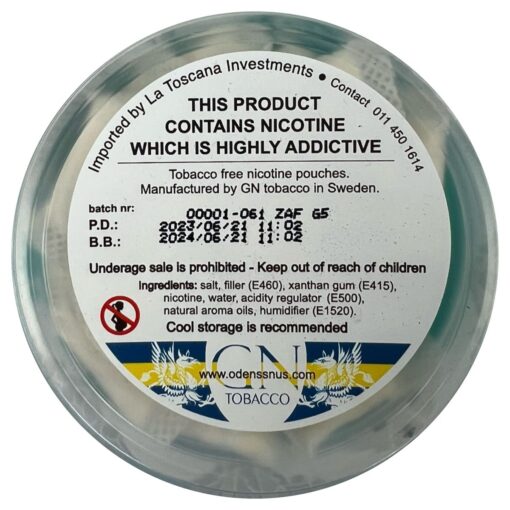 Imported by La Toscana Investments • Contact 011 450 1614
THIS PRODUCT
CONTAINS NICOTINE
WHICH IS HIGHLY ADDICTIVE
Tobacco free nicotine pouches.
Manufactured by GN tobacco in Sweden.
batch nr: 00001-061 ZAF G5
P.D.: 2023/06/21 11:02
B.B.: 2024/06/21 11:02
Underage sale is prohibited - Keep out of reach of children
Ingredients: salt, filler (E460), xanthan gum (E415),
nicotine, water, acidity regulator (E500),
natural aroma oils, humidifier (E1520).
Cool storage is recommended
GN
www.odenssnus.com
TOBACCO